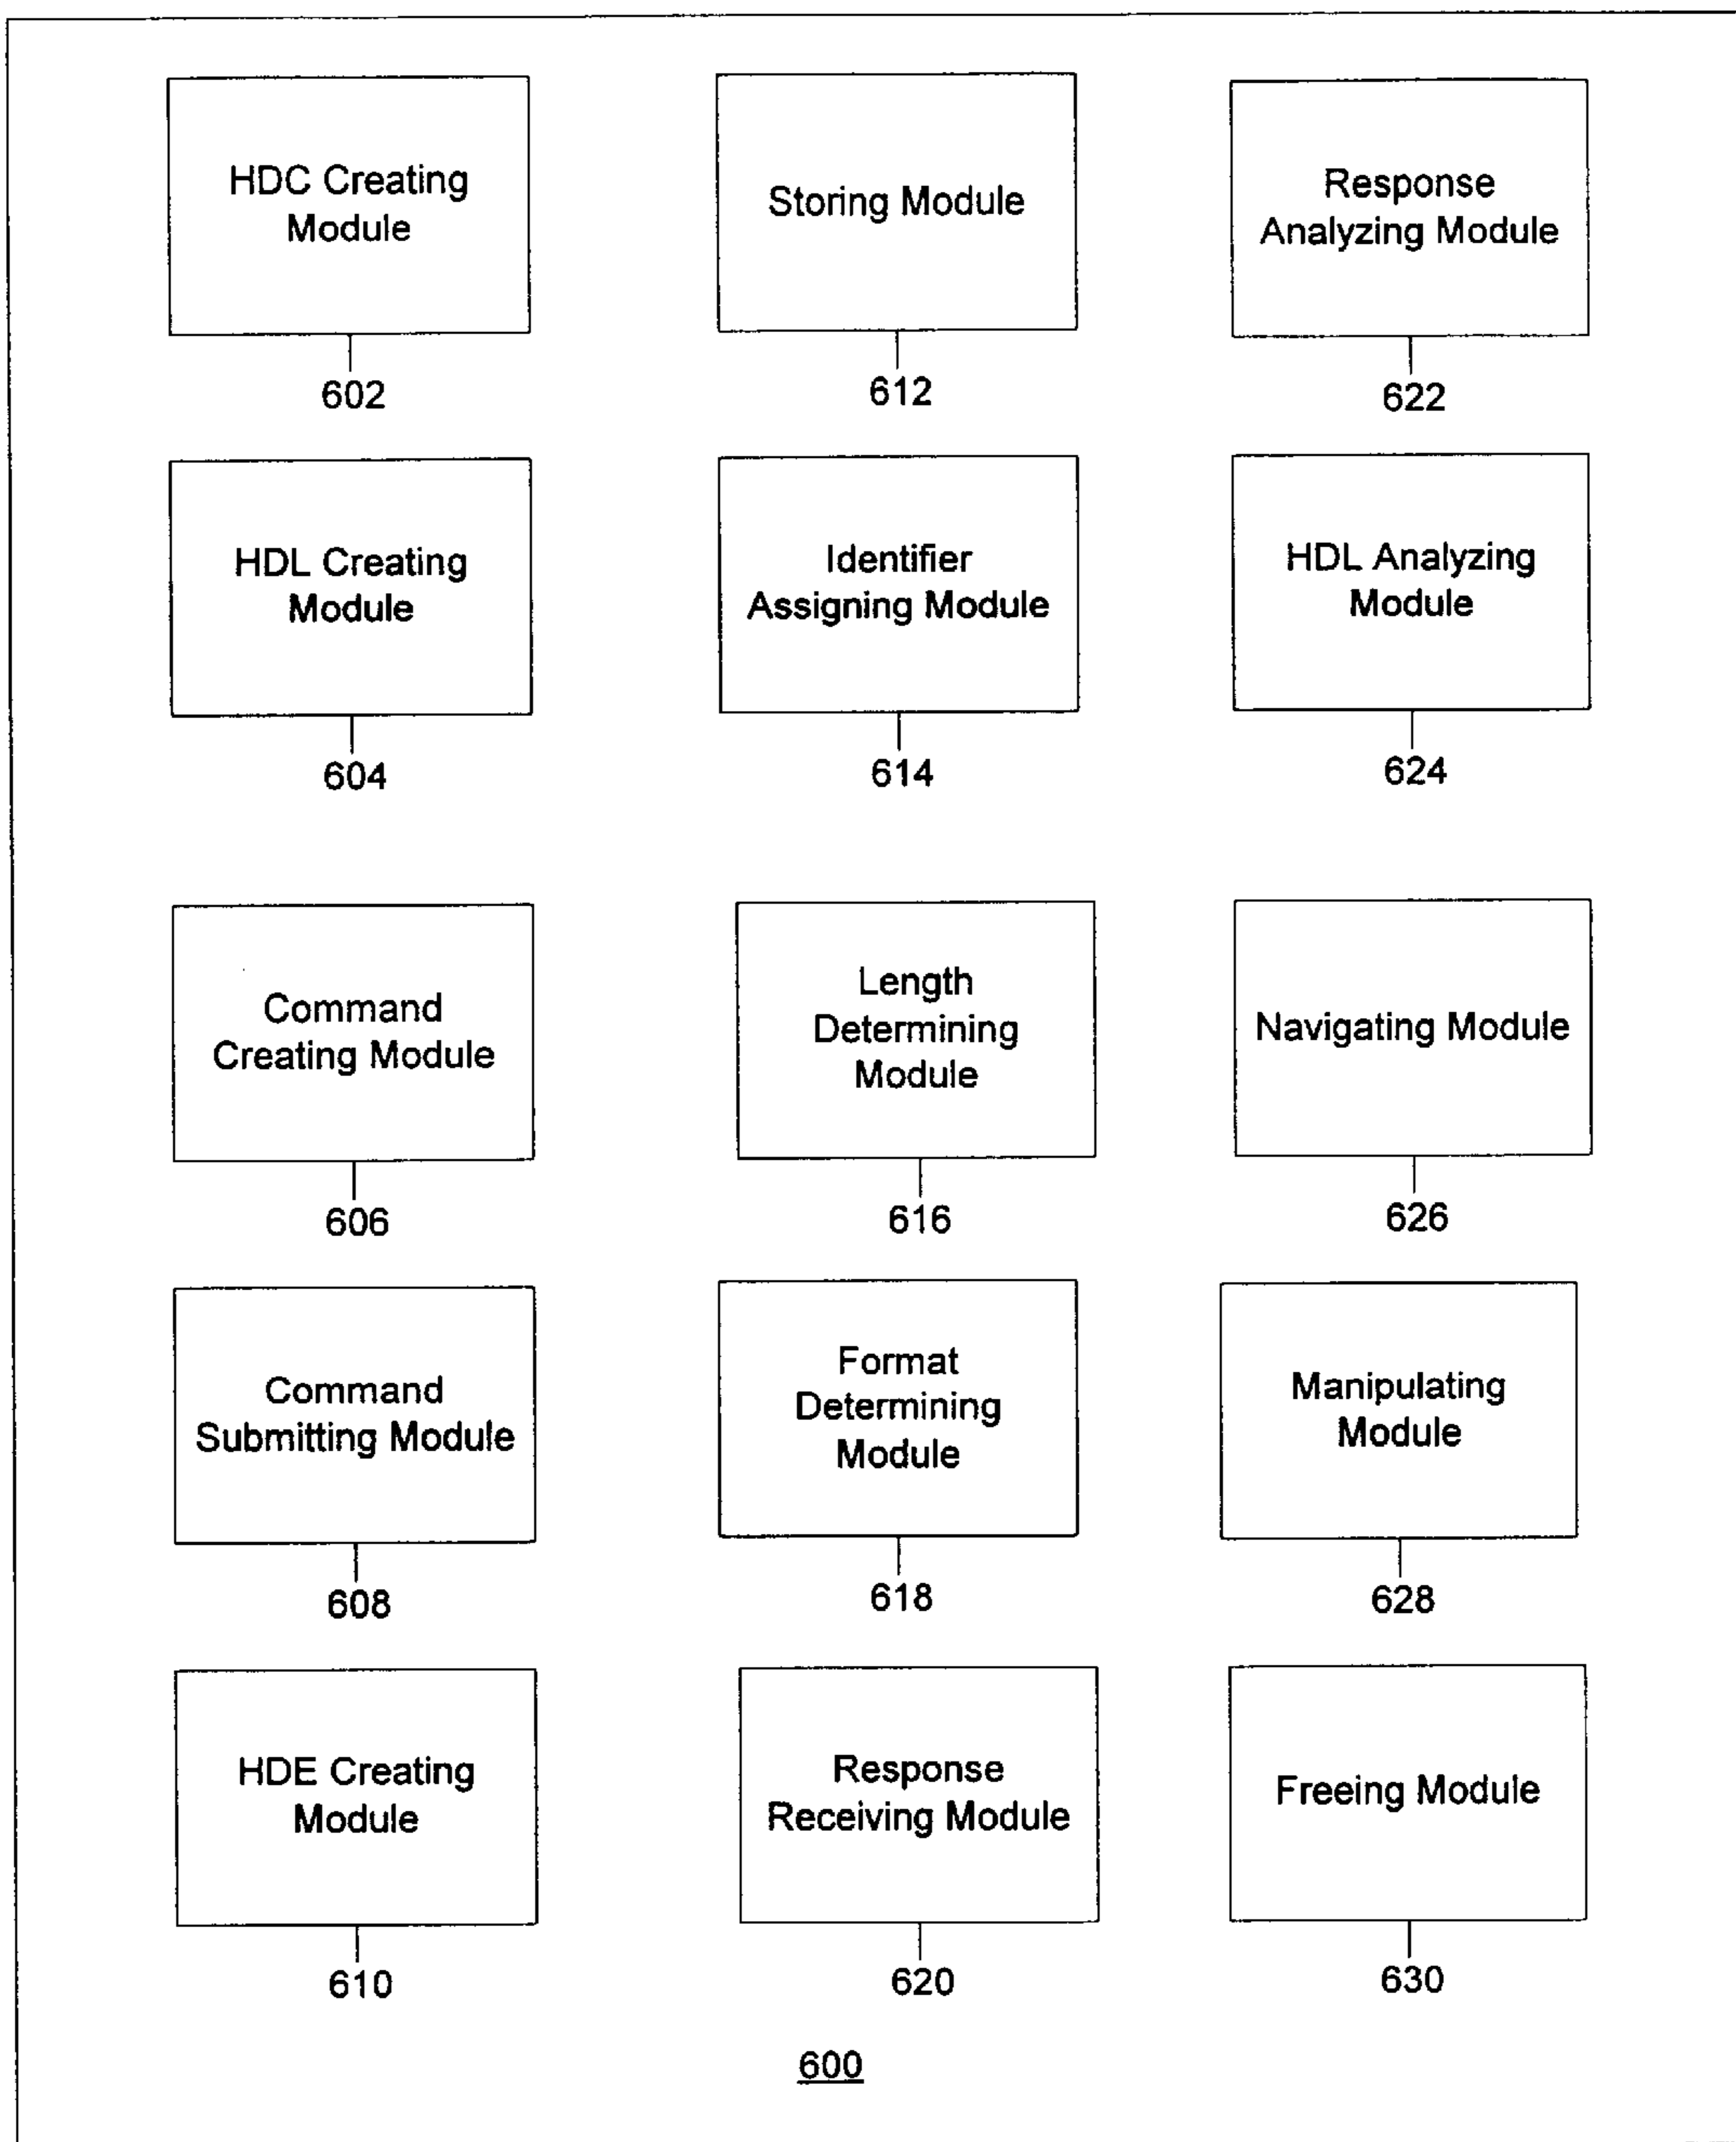 HDC Creating
Module
602
Storing Module
612
Response
Analyzing Module
622
HDL Creating
Module
604
Identifier
Assigning Module
614
HDL Analyzing
Module
624
Command
Creating Module
606
Length
Determining
Module
616
Navigating Module
626
Command
Submitting Module
608
Format
Determining
Module
618
Manipulating
Module
628
HDE Creating
Module
610
Response
Receiving Module
620
Freeing Module
630
600